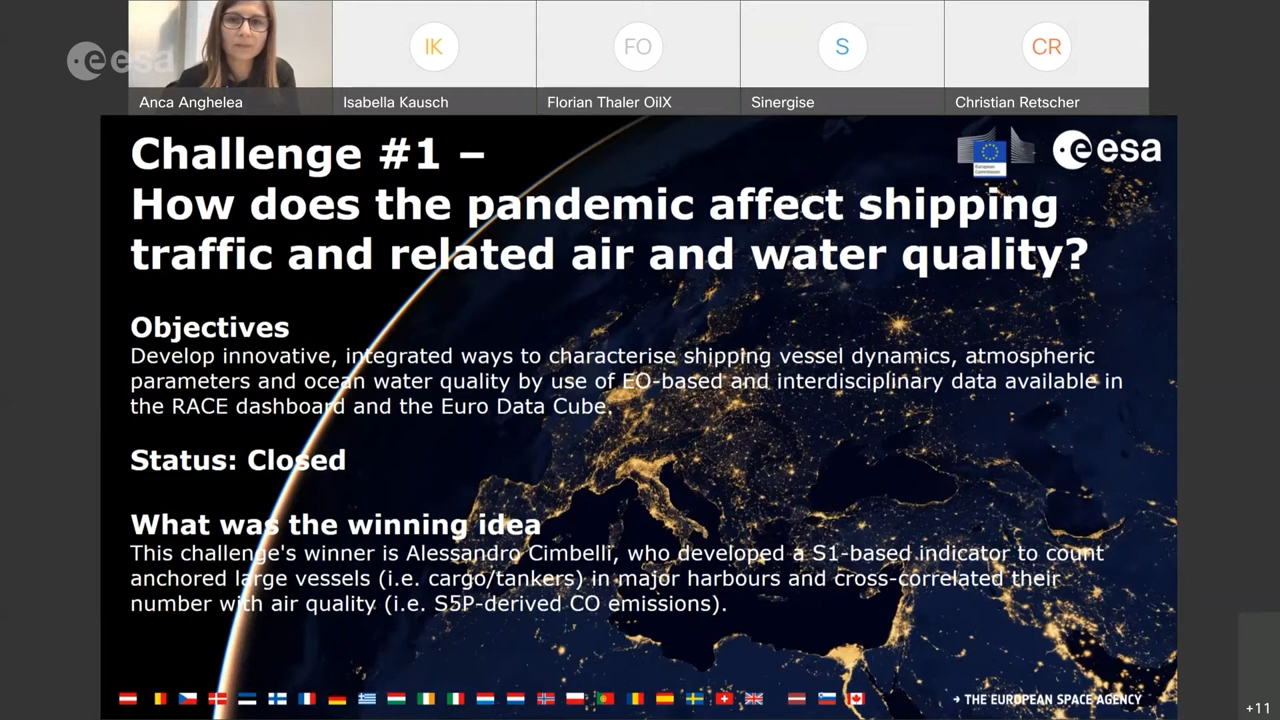 esa
IK
FO
S
CR
Anca Anghelea
Isabella Kausch
Florian Thaler OilX
Sinergise
Christian Retscher
Challenge #1 –
How does the pandemic affect shipping
traffic and related air and water quality?
European
Commission
esa
Objectives
Develop innovative, integrated ways to characterise shipping vessel dynamics, atmospheric
parameters and ocean water quality by use of EO-based and interdisciplinary data available in
the RACE dashboard and the Euro Data Cube.
Status: Closed
What was the winning idea
This challenge's winner is Alessandro Cimbelli, who developed a S1-based indicator to count
anchored large vessels (i.e. cargo/tankers) in major harbours and cross-correlated their
number with air quality (i.e. S5P-derived CO emissions).
→ THE EUROPEAN SPACE AGENCY
+11